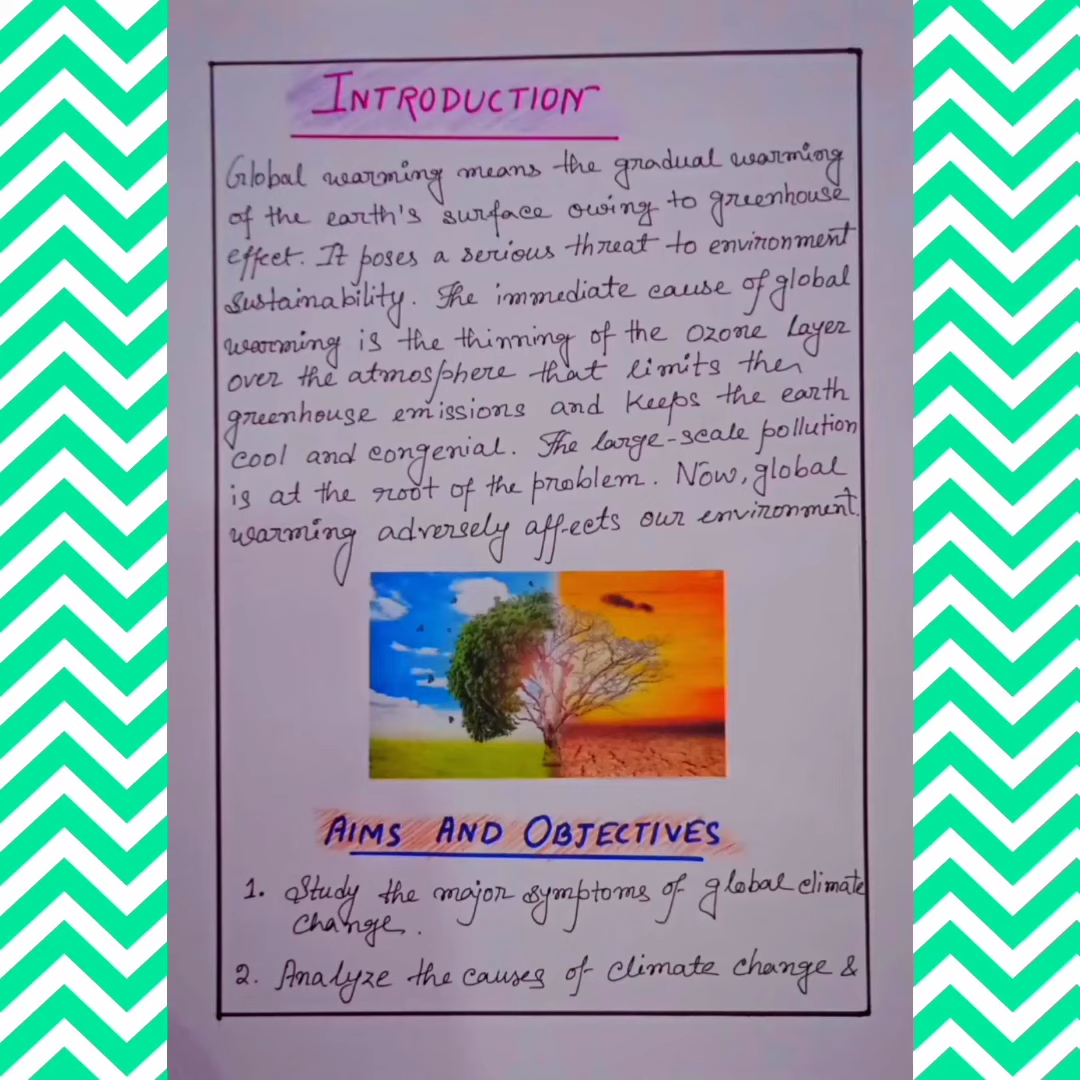 INTRODUCTION
Global warming means the gradual warming
of the earth's surface owing to greenhouse
effect. It poses a serious threat to environment
sustainability. The immediate cause of global
warming is the thinning of the ozone layer
over the atmosphere that limits then
greenhouse emissions and keeps the earth
cool and congenial. The large-scale pollution
is at the root of the problem. Now, global
warming adversely affects our environment.
AIMS AND OBJECTIVES
1. Study the major symptoms of global climate
change.
2. Analyze the causes of climate change &